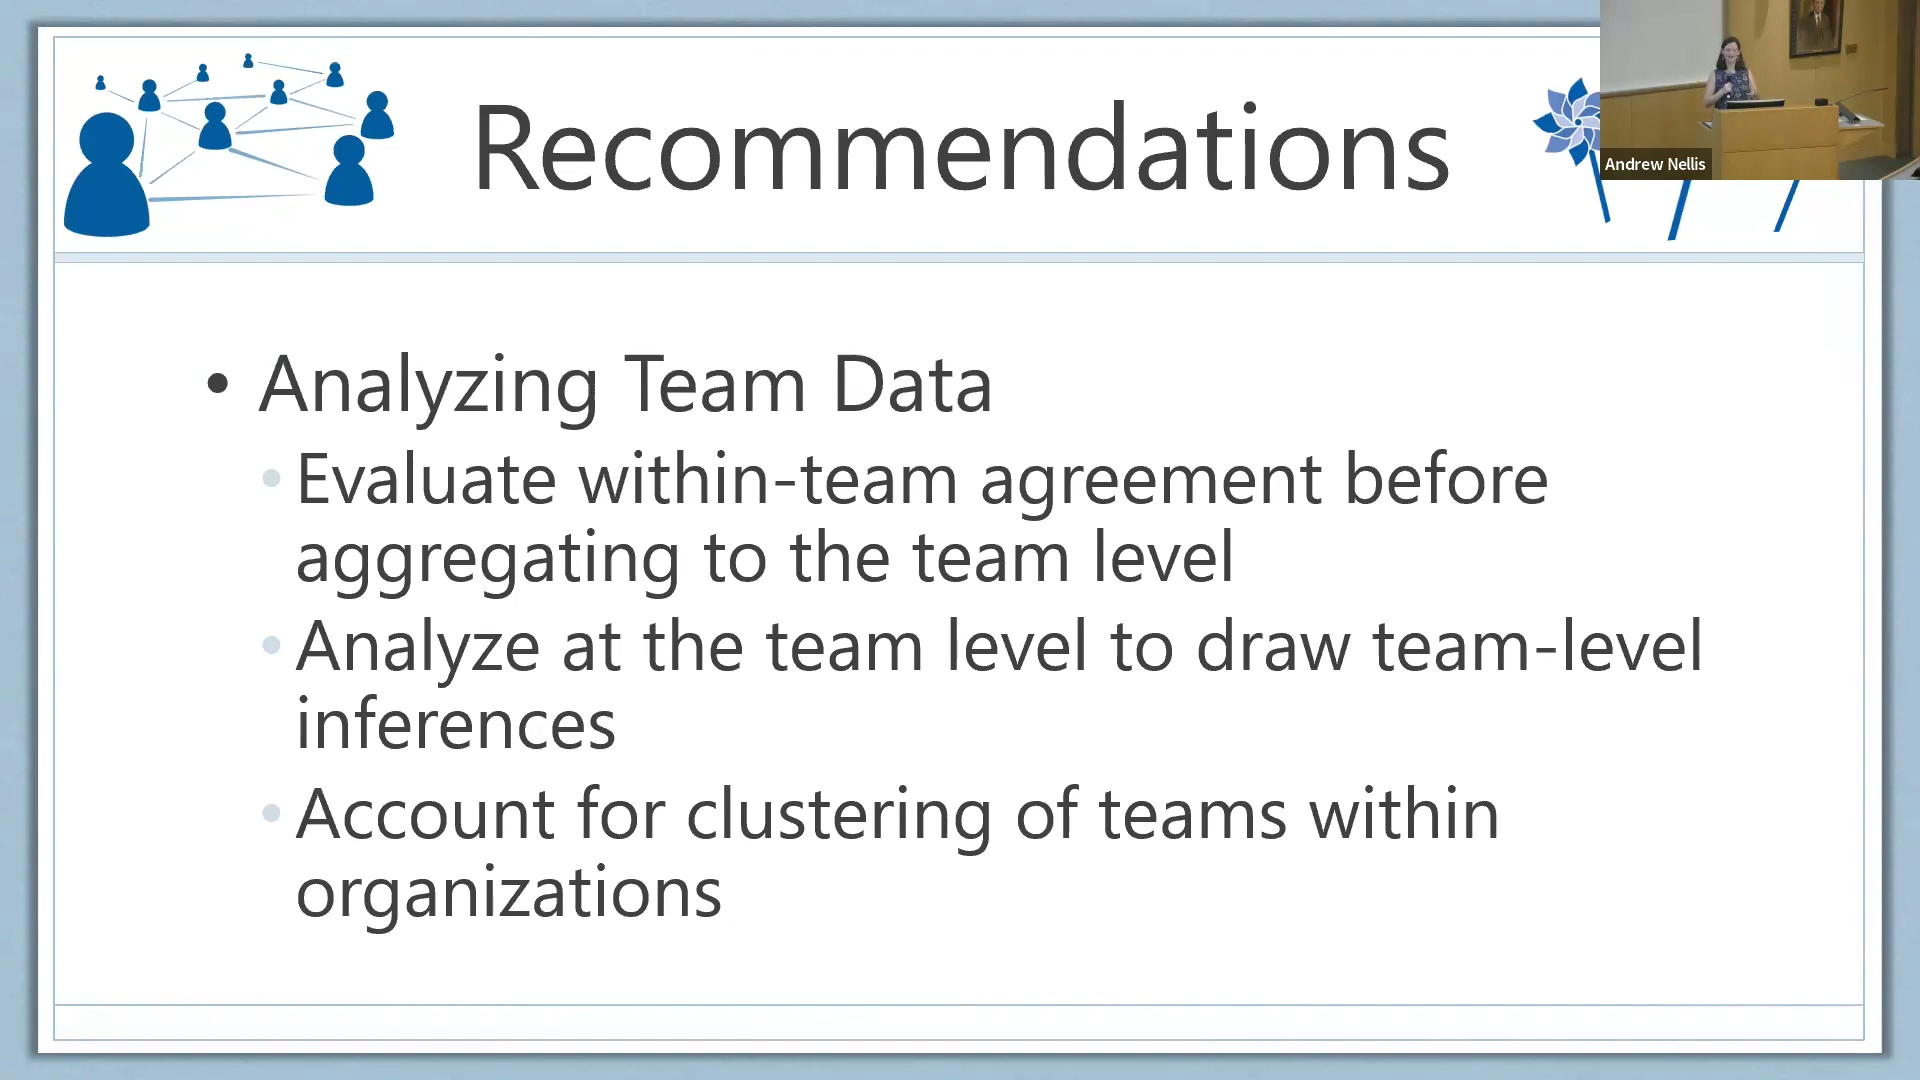 Recommendations
Andrew Nellis
• Analyzing Team Data
• Evaluate within-team agreement before
aggregating to the team level
• Analyze at the team level to draw team-level
inferences
• Account for clustering of teams within
organizations